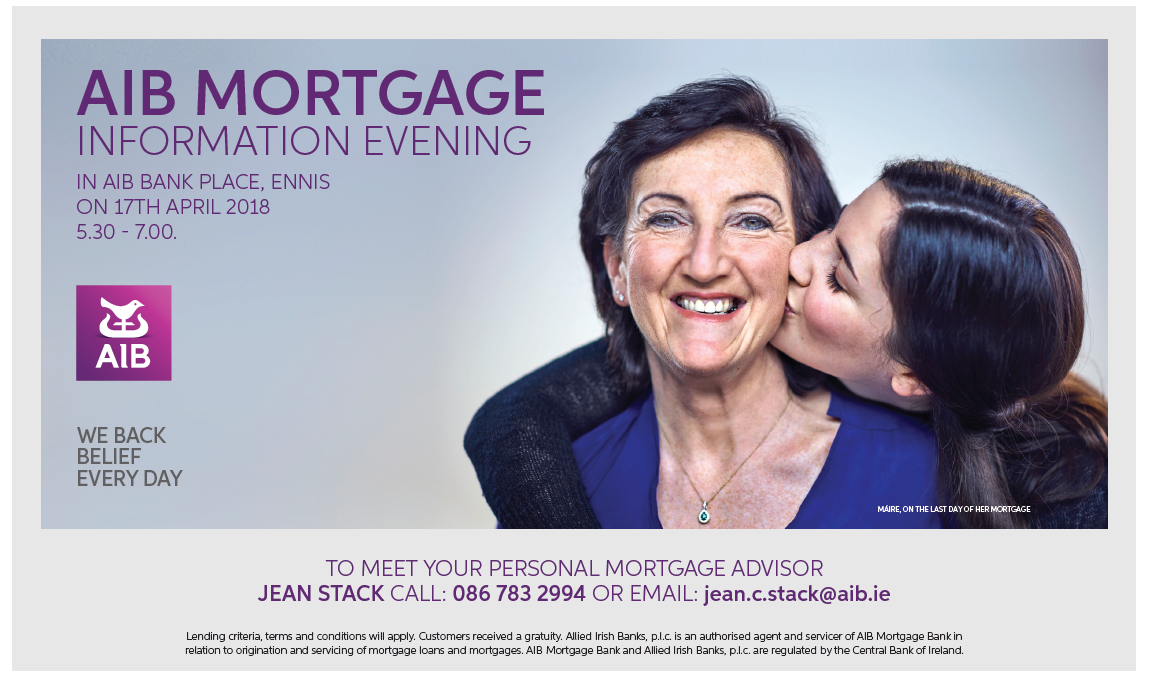 AIB MORTGAGE
INFORMATION EVENING
IN AIB BANK PLACE, ENNIS
ON 17TH APRIL 2018
5.30 - 7.00.
AIB
WE BACK
BELIEF
EVERY DAY
MÁIRE, ON THE LAST DAY OF HER MORTGAGE
TO MEET YOUR PERSONAL MORTGAGE ADVISOR
JEAN STACK CALL: 086 783 2994 OR EMAIL: jean.c.stack@aib.ie
Lending criteria, terms and conditions will apply. Customers received a gratuity. Allied Irish Banks, p.l.c. is an authorised agent and servicer of AIB Mortgage Bank in
relation to origination and servicing of mortgage loans and mortgages. AIB Mortgage Bank and Allied Irish Banks, p.l.c. are regulated by the Central Bank of Ireland.